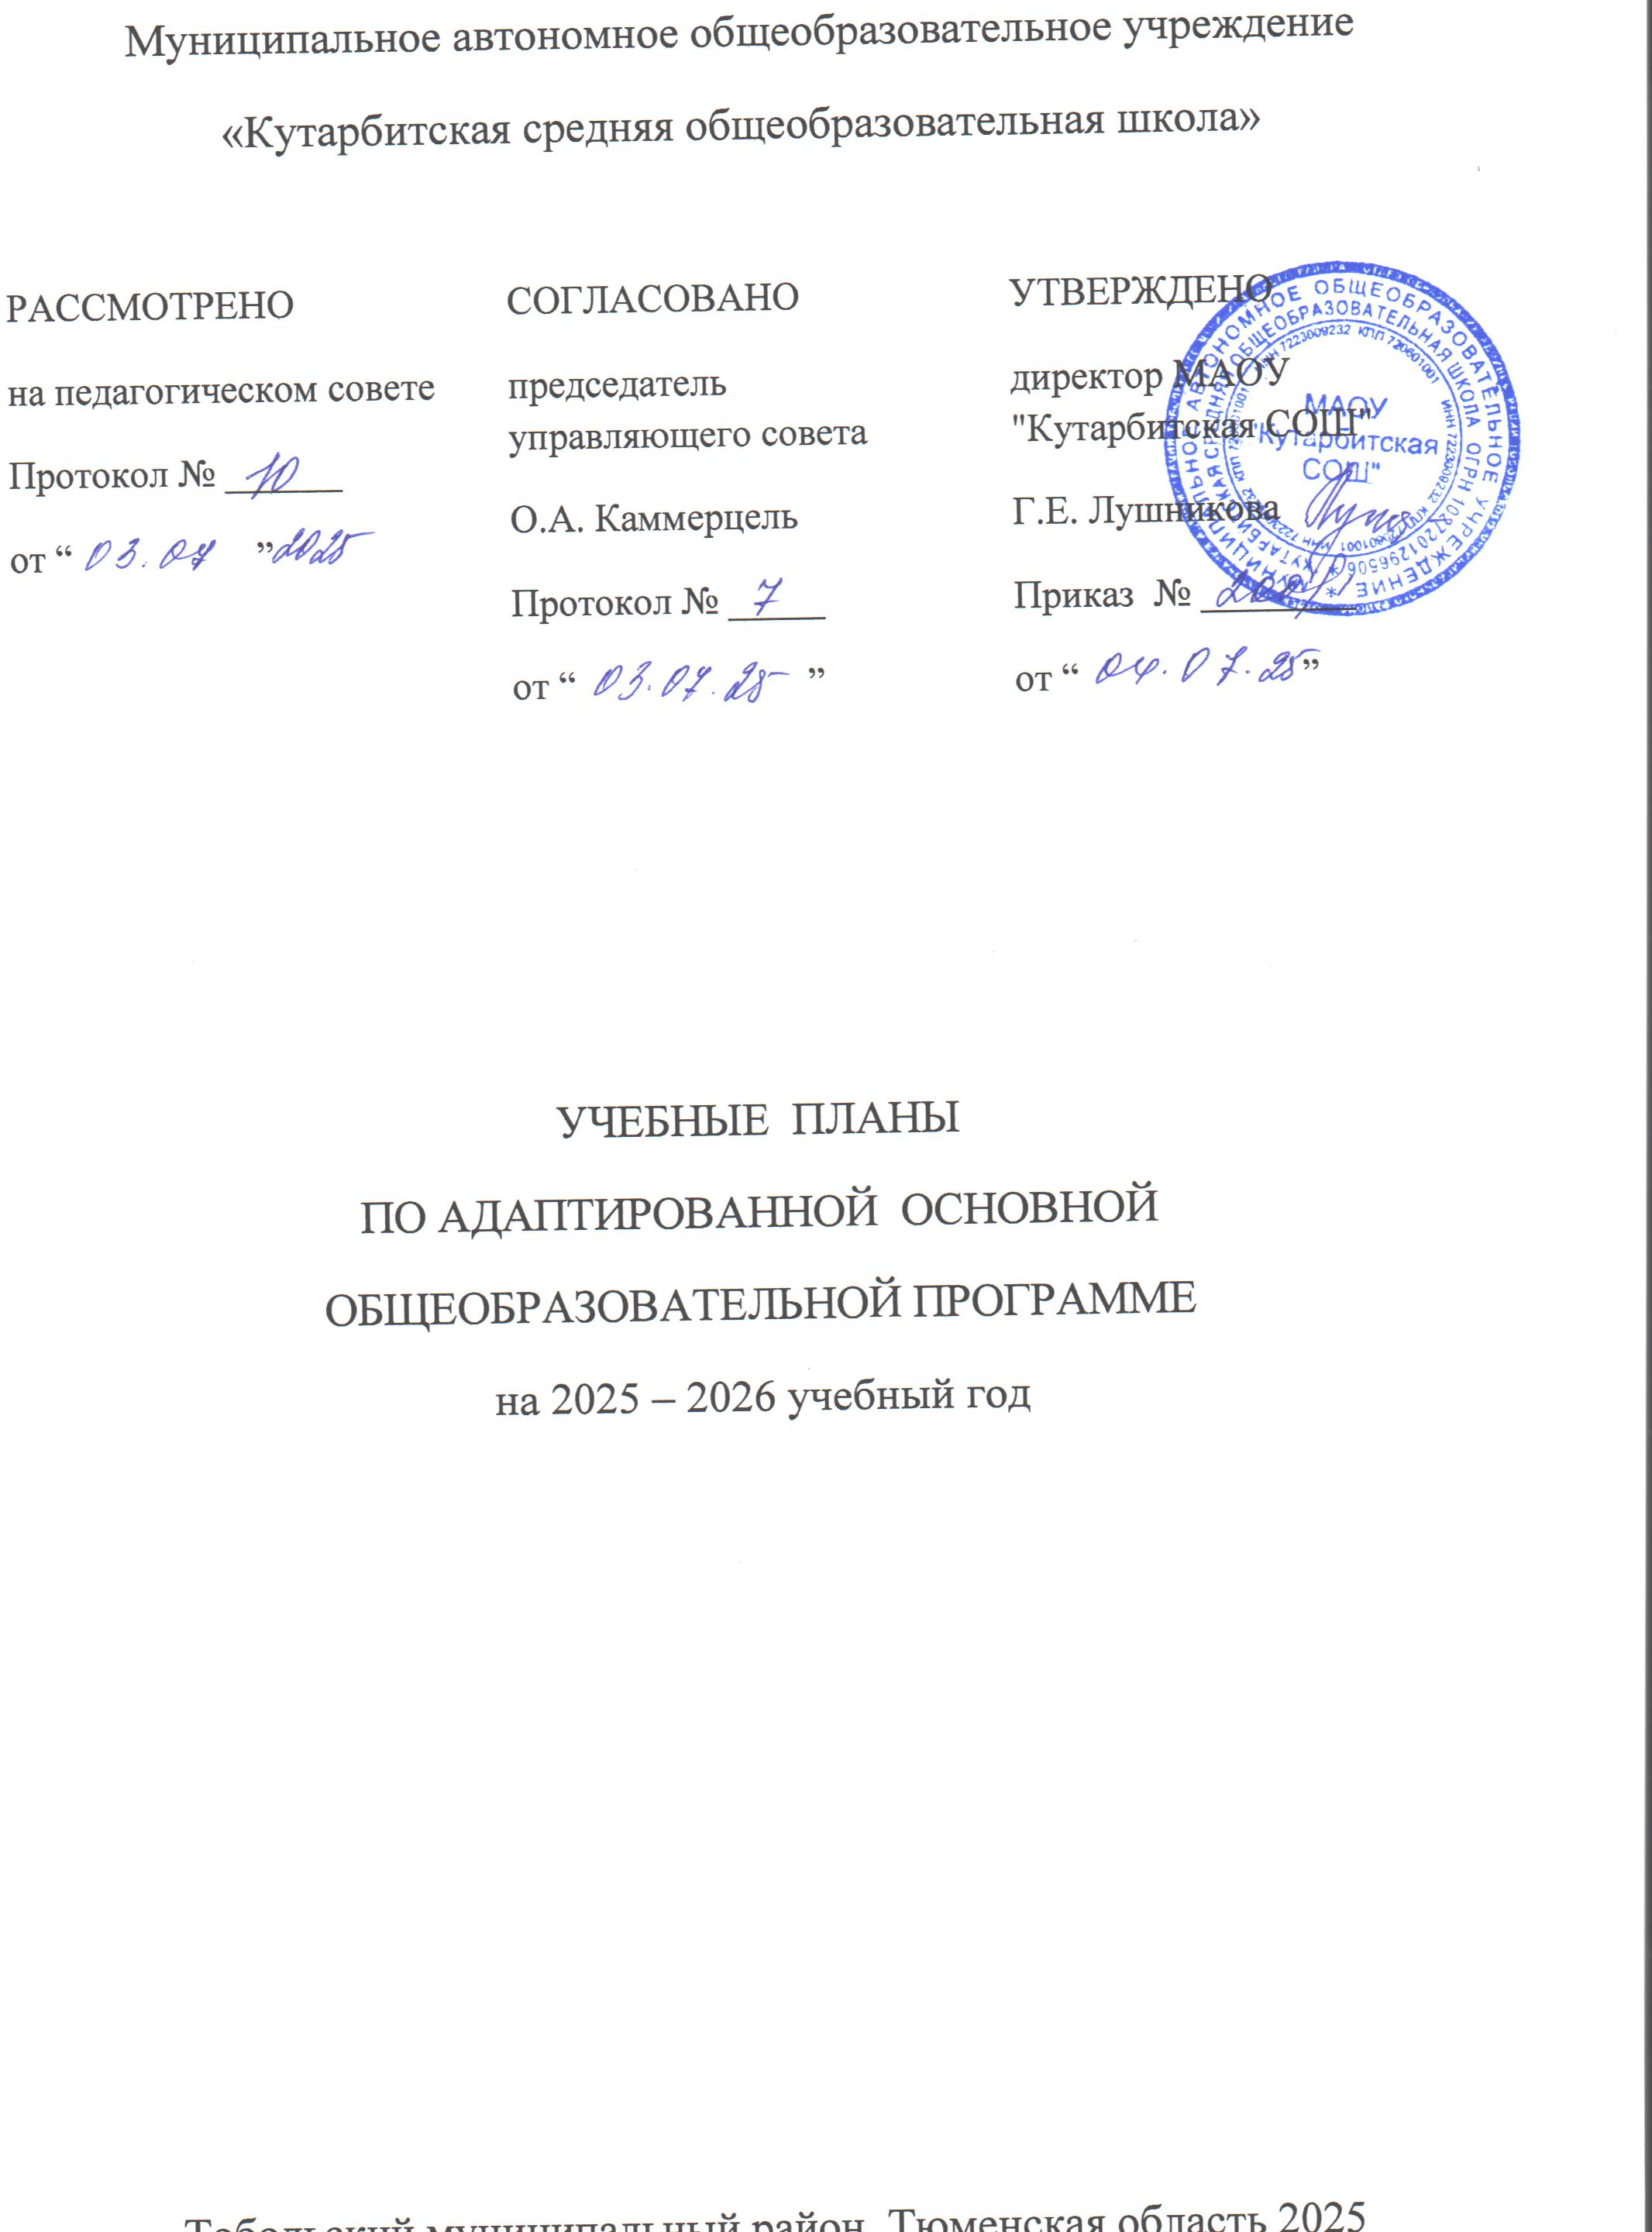 Муниципальное автономное общеобразовательное учреждение
«Кутарбитская средняя общеобразовательная школа»
РАССМОТРЕНО
на педагогическом совете
Протокол № 10
от “ 03.07 ” 2025
СОГЛАСОВАНО
председатель
управляющего совета
О.А. Каммерцель
Протокол № 7
от “ 03.07.25 ”
УТВЕРЖДЕНО
директор МАОУ
"Кутарбитская СОШ"
Г.Е. Лушникова
Приказ №
от “ 04.07.25”
МАОУ
"Кутарбитская
СОШ"
УЧЕБНЫЕ ПЛАНЫ
ПО АДАПТИРОВАННОЙ ОСНОВНОЙ
ОБЩЕОБРАЗОВАТЕЛЬНОЙ ПРОГРАММЕ
на 2025 – 2026 учебный год
Тобольский муниципальный район, Тюменская область 2025